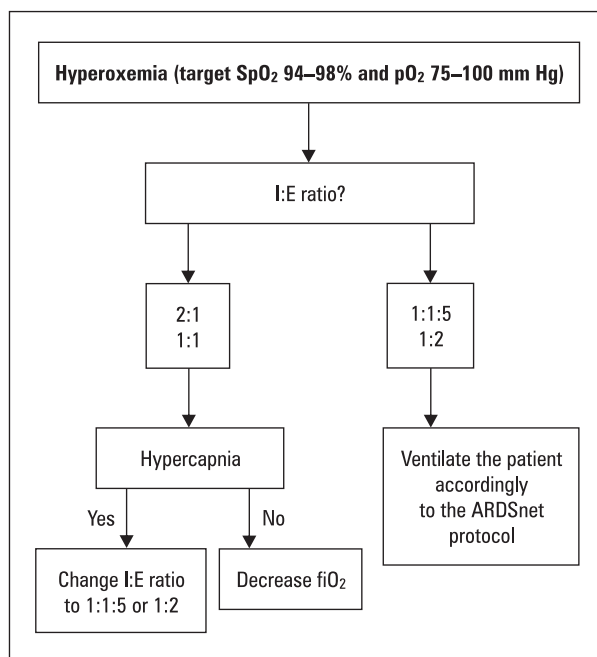 Hyperoxemia (target SpO₂ 94–98% and pO₂ 75–100 mm Hg)
I:E ratio?
2:1
1:1
1:1:5
1:2
Hypercapnia
Ventilate the patient
accordingly
to the ARDSnet
protocol
Yes
No
Change I:E ratio
to 1:1:5 or 1:2
Decrease fiO₂